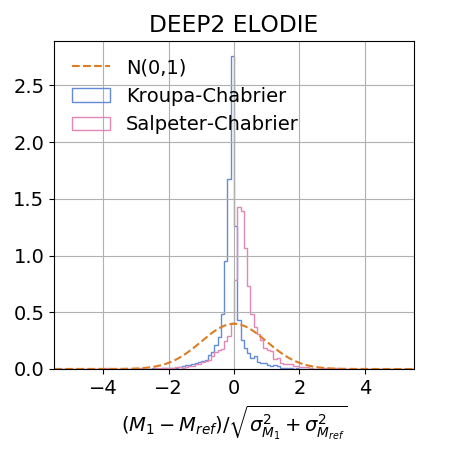 DEEP2 ELODIE
N(0,1)
Kroupa-Chabrier
Salpeter-Chabrier
2.5
2.0
1.5
1.0
0.5
0.0
−4 −2 0 2 4
(M₁ − M_ref)/√(σ²_M₁ + σ²_M_ref)